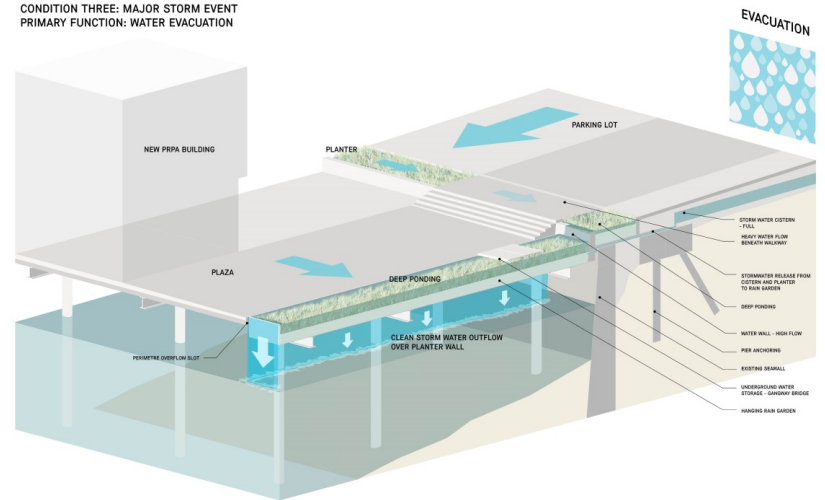 CONDITION THREE: MAJOR STORM EVENT
PRIMARY FUNCTION: WATER EVACUATION
EVACUATION
PARKING LOT
NEW PRPA BUILDING
PLANTER
PLAZA
DEEP PONDING
CLEAN STORM WATER OUTFLOW
OVER PLANTER WALL
PERIMETRE OVERFLOW SLOT
STORM WATER CISTERN
- FULL
HEAVY WATER FLOW
BENEATH WALKWAY
STORMWATER RELEASE FROM
CISTERN AND PLANTER
TO RAIN GARDEN
DEEP PONDING
WATER WALL - HIGH FLOW
PIER ANCHORING
EXISTING SEAWALL
UNDERGROUND WATER
STORAGE - GANGWAY BRIDGE
HANGING RAIN GARDEN